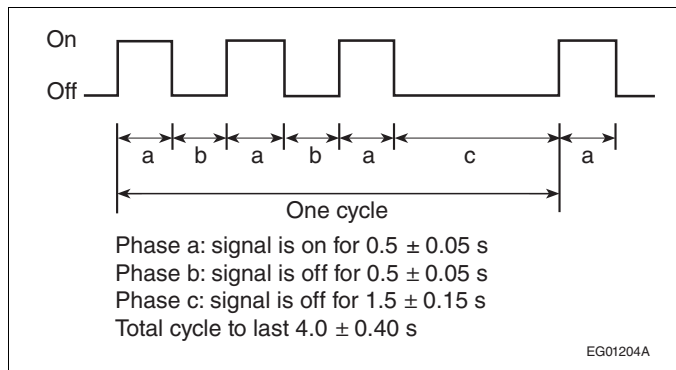 On
Off
a b a b a c a
One cycle
Phase a: signal is on for 0.5 ± 0.05 s
Phase b: signal is off for 0.5 ± 0.05 s
Phase c: signal is off for 1.5 ± 0.15 s
Total cycle to last 4.0 ± 0.40 s
EG01204A